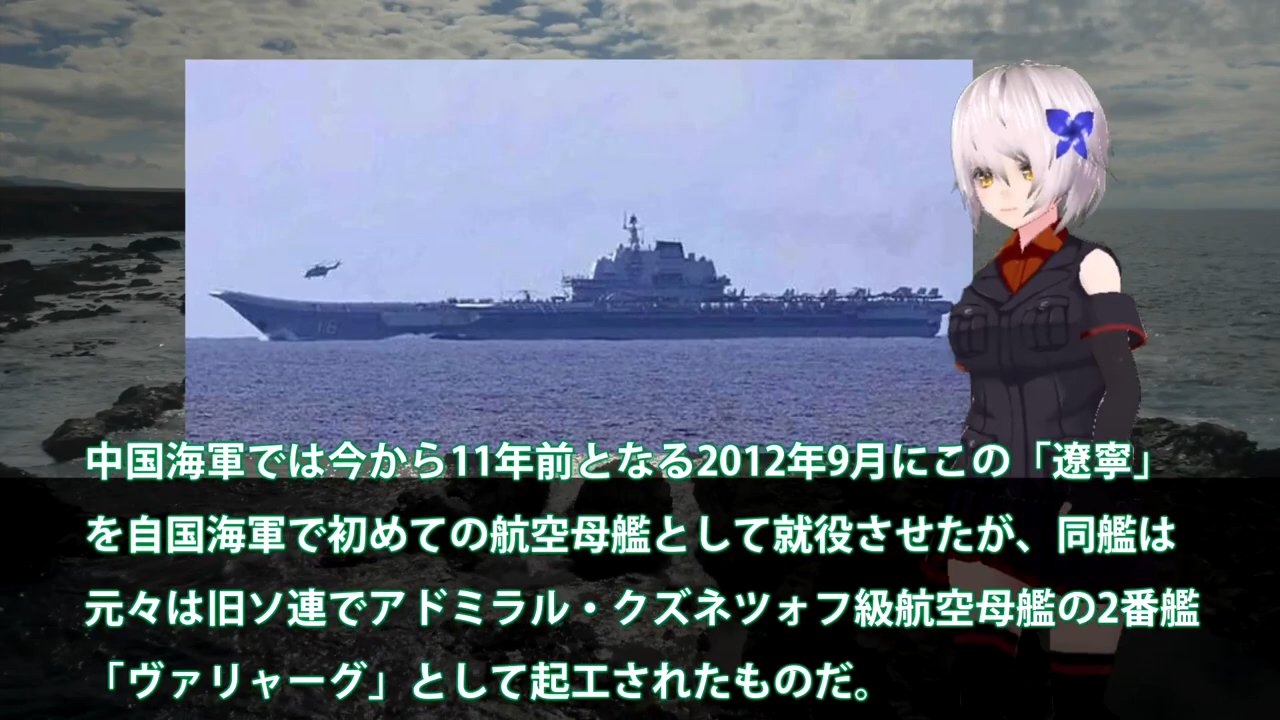 16
中国海軍では今から11年前となる2012年9月にこの「遼寧」
を自国海軍で初めての航空母艦として就役させたが、同艦は
元々は旧ソ連でアドミラル・クズネツォフ級航空母艦の2番艦
「ヴァリャーグ」として起工されたものだ。